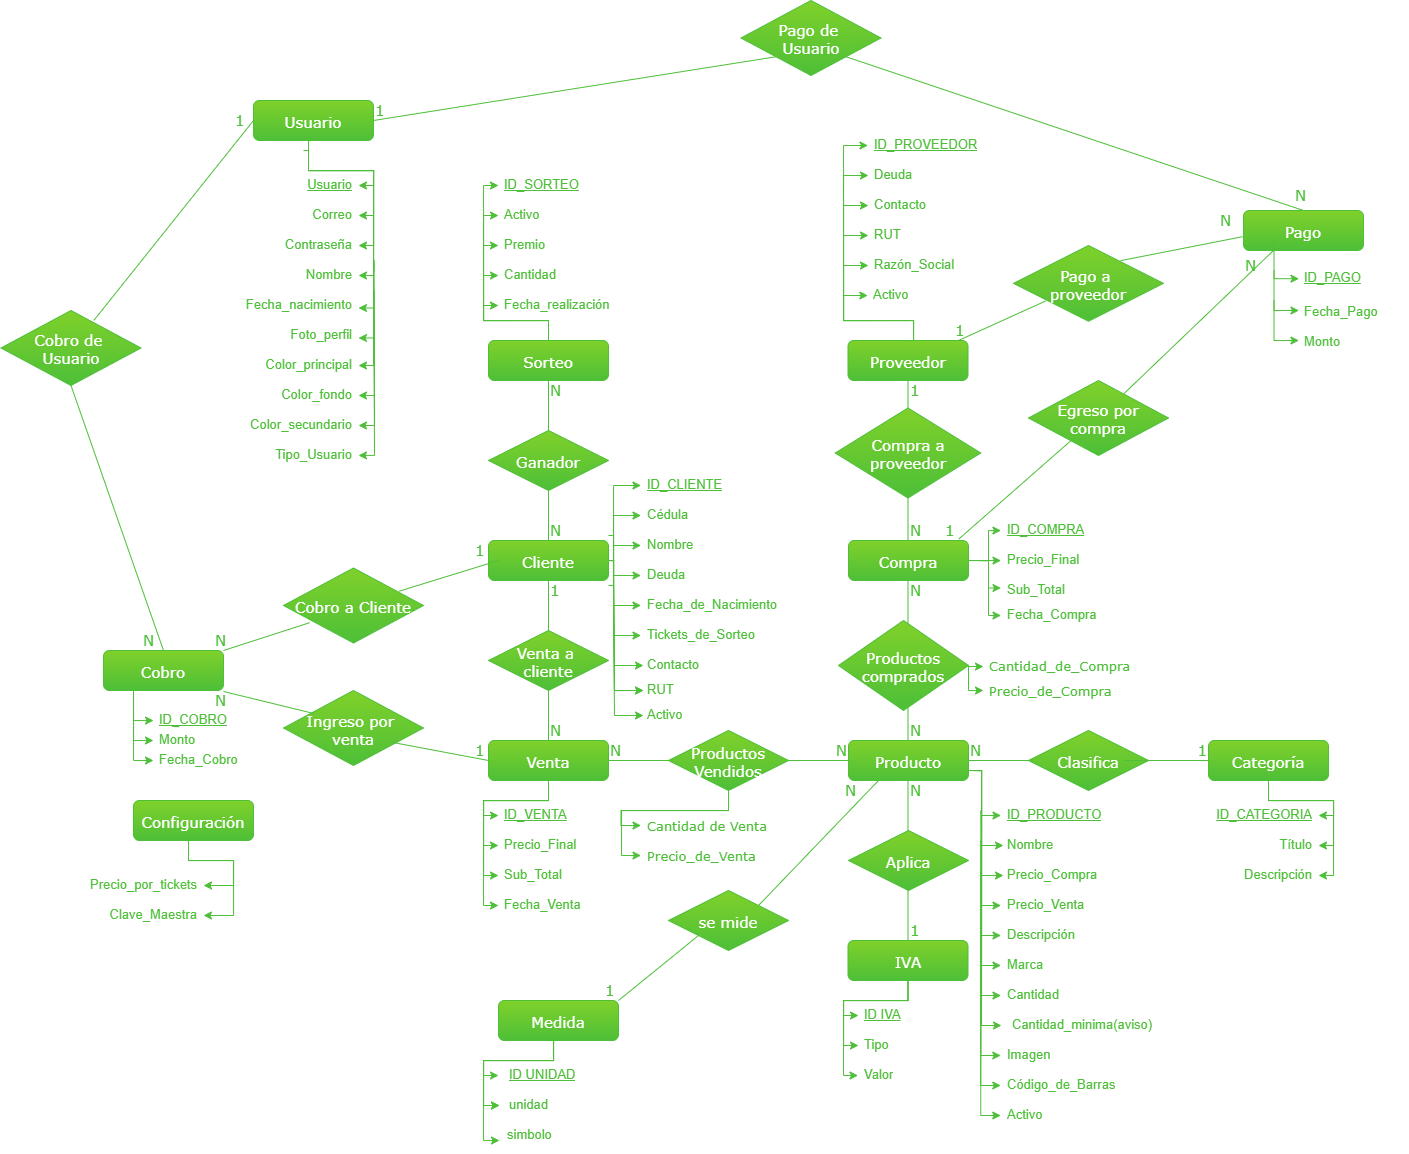 Pago de
Usuario
1
1
Usuario
Usuario
Correo
Contraseña
Nombre
Fecha_nacimiento
Foto_perfil
Color_principal
Color_fondo
Color_secundario
Tipo_Usuario
ID_SORTEO
Activo
Premio
Cantidad
Fecha_realización
Sorteo
N
Ganador
N
ID_PROVEEDOR
Deuda
Contacto
RUT
Razón_Social
Activo
Proveedor
1
1
Pago a
proveedor
N
N
N
Pago
ID_PAGO
Fecha_Pago
Monto
Egreso por
compra
1
Compra a
proveedor
N
Cobro de
Usuario
Cliente
1
1
ID_CLIENTE
Cédula
Nombre
Deuda
Fecha_de_Nacimiento
Tickets_de_Sorteo
Contacto
RUT
Activo
Compra
N
ID_COMPRA
Precio_Final
Sub_Total
Fecha_Compra
Cobro a Cliente
N
N
Cobro
N
ID_COBRO
Monto
Fecha_Cobro
Ingreso por
venta
1
Venta a
cliente
N
Venta
N
ID_VENTA
Precio_Final
Sub_Total
Fecha_Venta
Productos
Vendidos
N
Cantidad de Venta
Precio_de_Venta
Productos
comprados
Cantidad_de_Compra
Precio_de_Compra
N
Producto
N
N
N
Clasifica
1
Categoría
ID_CATEGORIA
Título
Descripción
ID_PRODUCTO
Nombre
Precio_Compra
Precio_Venta
Descripción
Marca
Cantidad
Cantidad_minima(aviso)
Imagen
Código_de_Barras
Activo
Configuración
Precio_por_tickets
Clave_Maestra
Aplica
1
IVA
ID IVA
Tipo
Valor
se mide
1
Medida
ID UNIDAD
unidad
simbolo